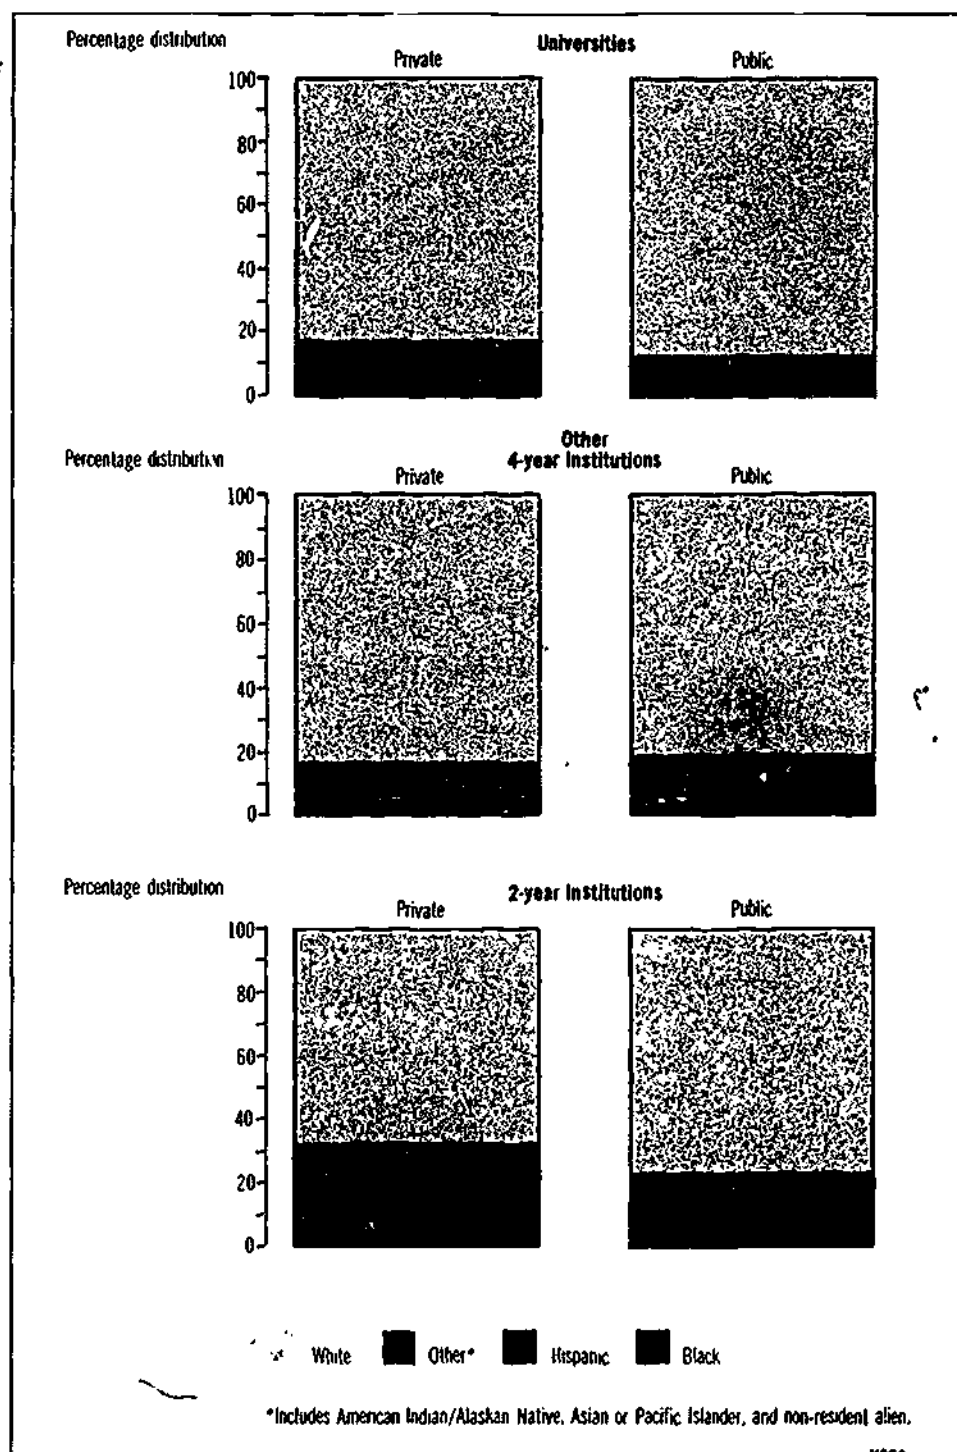 Universities
Percentage distribution
Private
Public
100
80
60
40
20
0
Other
4-year Institutions
Percentage distribution
Private
Public
100
80
60
40
20
0
2-year Institutions
Percentage distribution
Private
Public
100
80
60
40
20
0
White Other* Hispanic Black
*Includes American Indian/Alaskan Native, Asian or Pacific Islander, and non-resident alien.